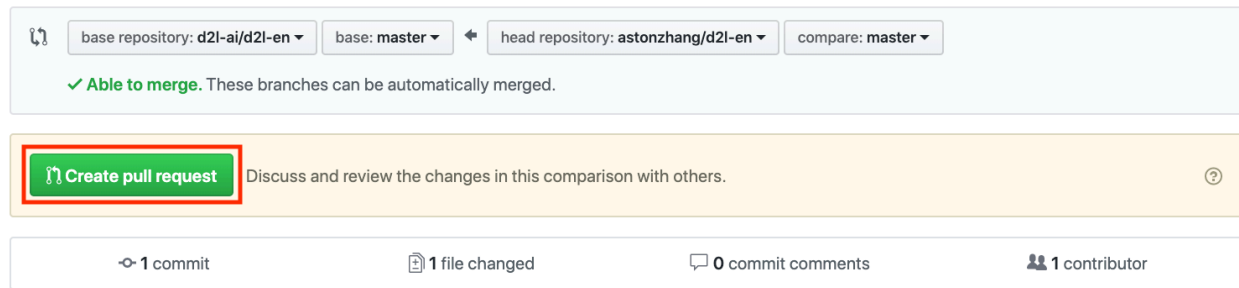 base repository: d2l-ai/d2l-en base: master head repository: astonzhang/d2l-en compare: master
Able to merge. These branches can be automatically merged.
Create pull request Discuss and review the changes in this comparison with others.
1 commit 1 file changed 0 commit comments 1 contributor